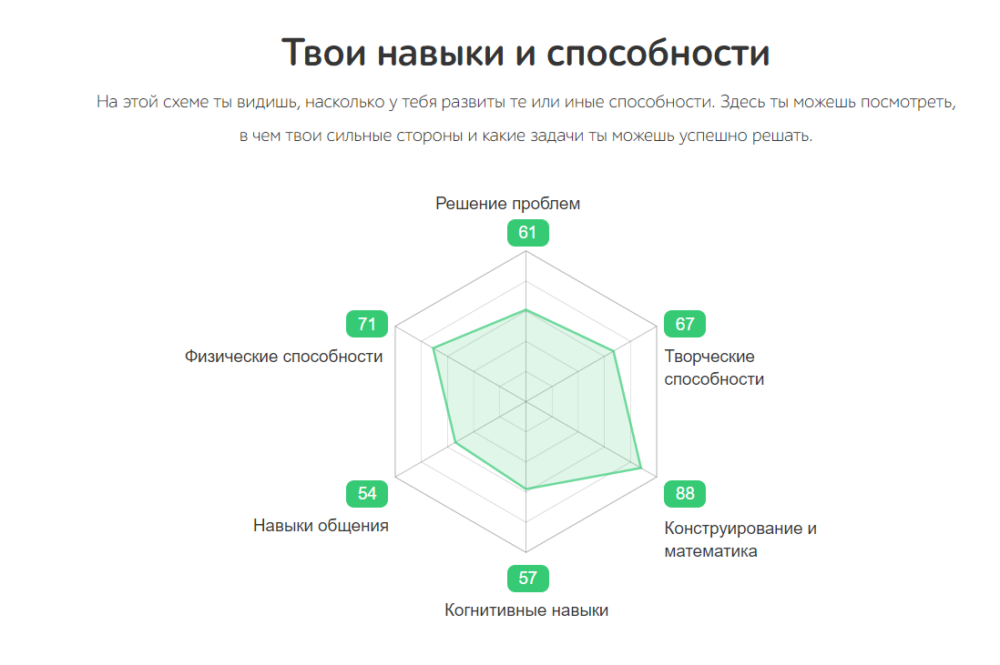 Твои навыки и способности
На этой схеме ты видишь, насколько у тебя развиты те или иные способности. Здесь ты можешь посмотреть,
в чем твои сильные стороны и какие задачи ты можешь успешно решать.
Решение проблем
61
71
67
Физические способности
Творческие
способности
54
88
Навыки общения
Конструирование и
математика
57
Когнитивные навыки